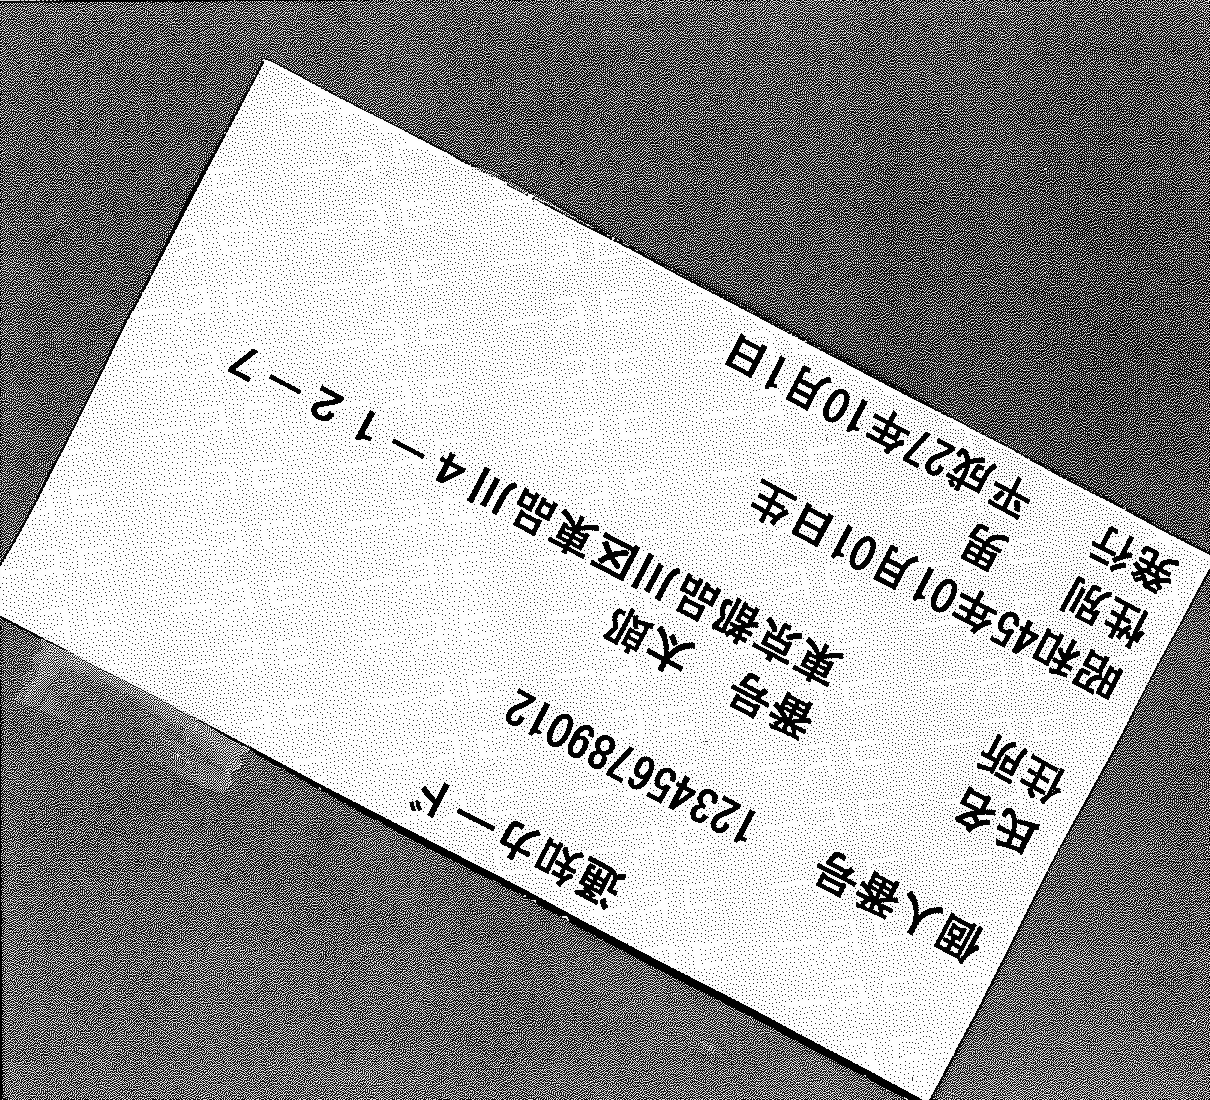 通知カード
個人番号 123456789012
氏名 番号 太郎
住所 東京都品川区東品川4-12-7
昭和45年01月01日生
性別 男
発行 平成27年10月1日